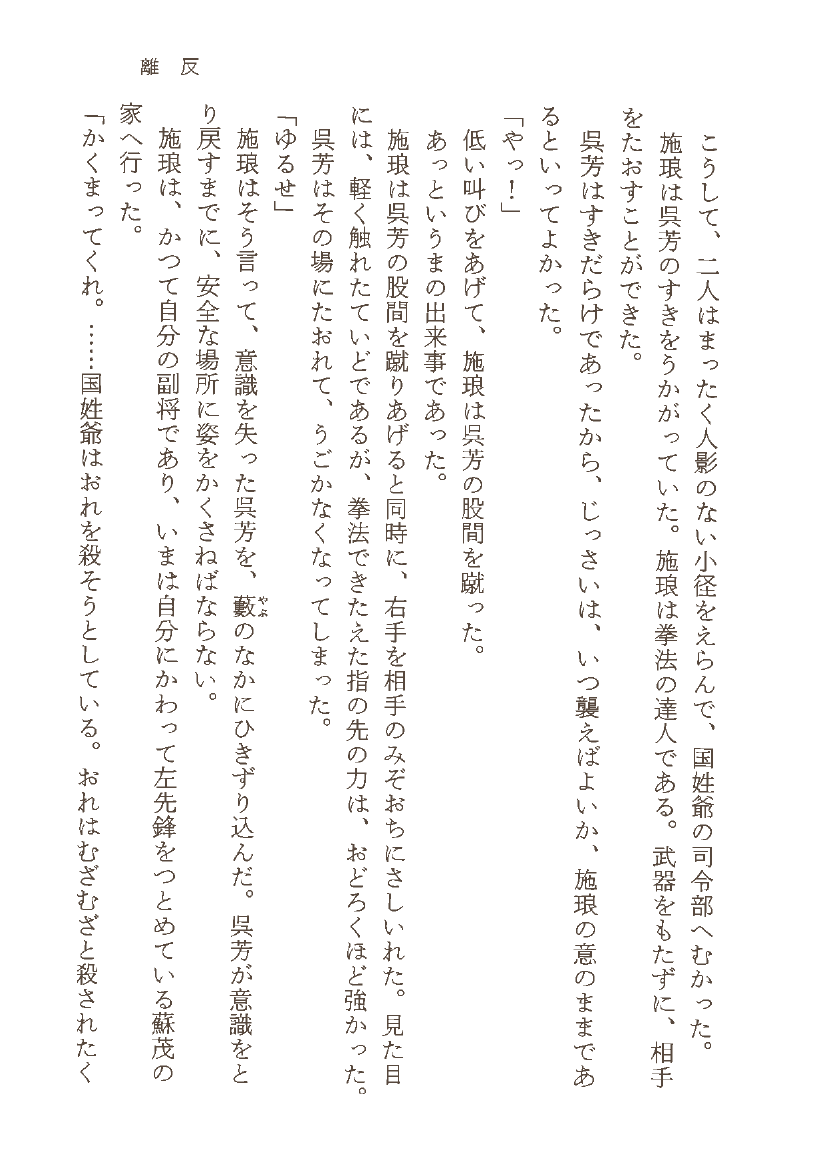 離反
こうして、二人はまったく人影のない小径をえらんで、国姓爺の司令部へむかった。
施琅は呉芳のすきをうかがっていた。施琅は拳法の達人である。武器をもたずに、相手
をたおすことができた。
呉芳はすきだらけであったから、じっさいは、いつ襲えばよいか、施琅の意のままであ
るといってよかった。
「やっ！」
低い叫びをあげて、施琅は呉芳の股間を蹴った。
あっというまの出来事であった。
施琅は呉芳の股間を蹴りあげると同時に、右手を相手のみぞおちにさしいれた。見た目
には、軽く触れたていどであるが、拳法できたえた指の先の力は、おどろくほど強かった。
呉芳はその場にたおれて、うごかなくなってしまった。
「ゆるせ」
施琅はそう言って、意識を失った呉芳を、藪のなかにひきずり込んだ。呉芳が意識をと
やぶ
り戻すまでに、安全な場所に姿をかくさねばならない。
施琅は、かつて自分の副将であり、いまは自分にかわって左先鋒をつとめている蘇茂の
家へ行った。
「かくまってくれ。……国姓爺はおれを殺そうとしている。おれはむざむざと殺されたく